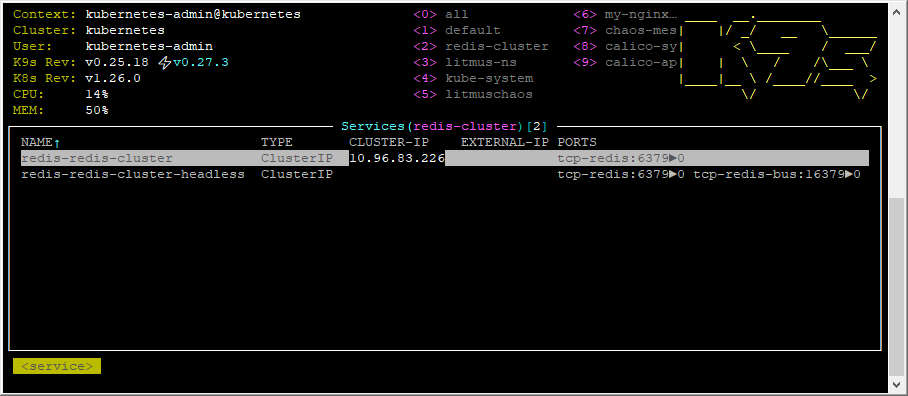 Context: kubernetes-admin@kubernetes <0> all <6> my-nginx…
Cluster: kubernetes <1> default <7> chaos-mes
User: kubernetes-admin <2> redis-cluster <8> calico-sy
K9s Rev: v0.25.18 ⚡v0.27.3 <3> litmus-ns <9> calico-ap
K8s Rev: v1.26.0 <4> kube-system
CPU: 14% <5> litmuschaos
MEM: 50%
Services(redis-cluster)[2]
NAME↑ TYPE CLUSTER-IP EXTERNAL-IP PORTS
redis-redis-cluster ClusterIP 10.96.83.226 tcp-redis:6379►0
redis-redis-cluster-headless ClusterIP tcp-redis:6379►0 tcp-redis-bus:16379►0
<service>